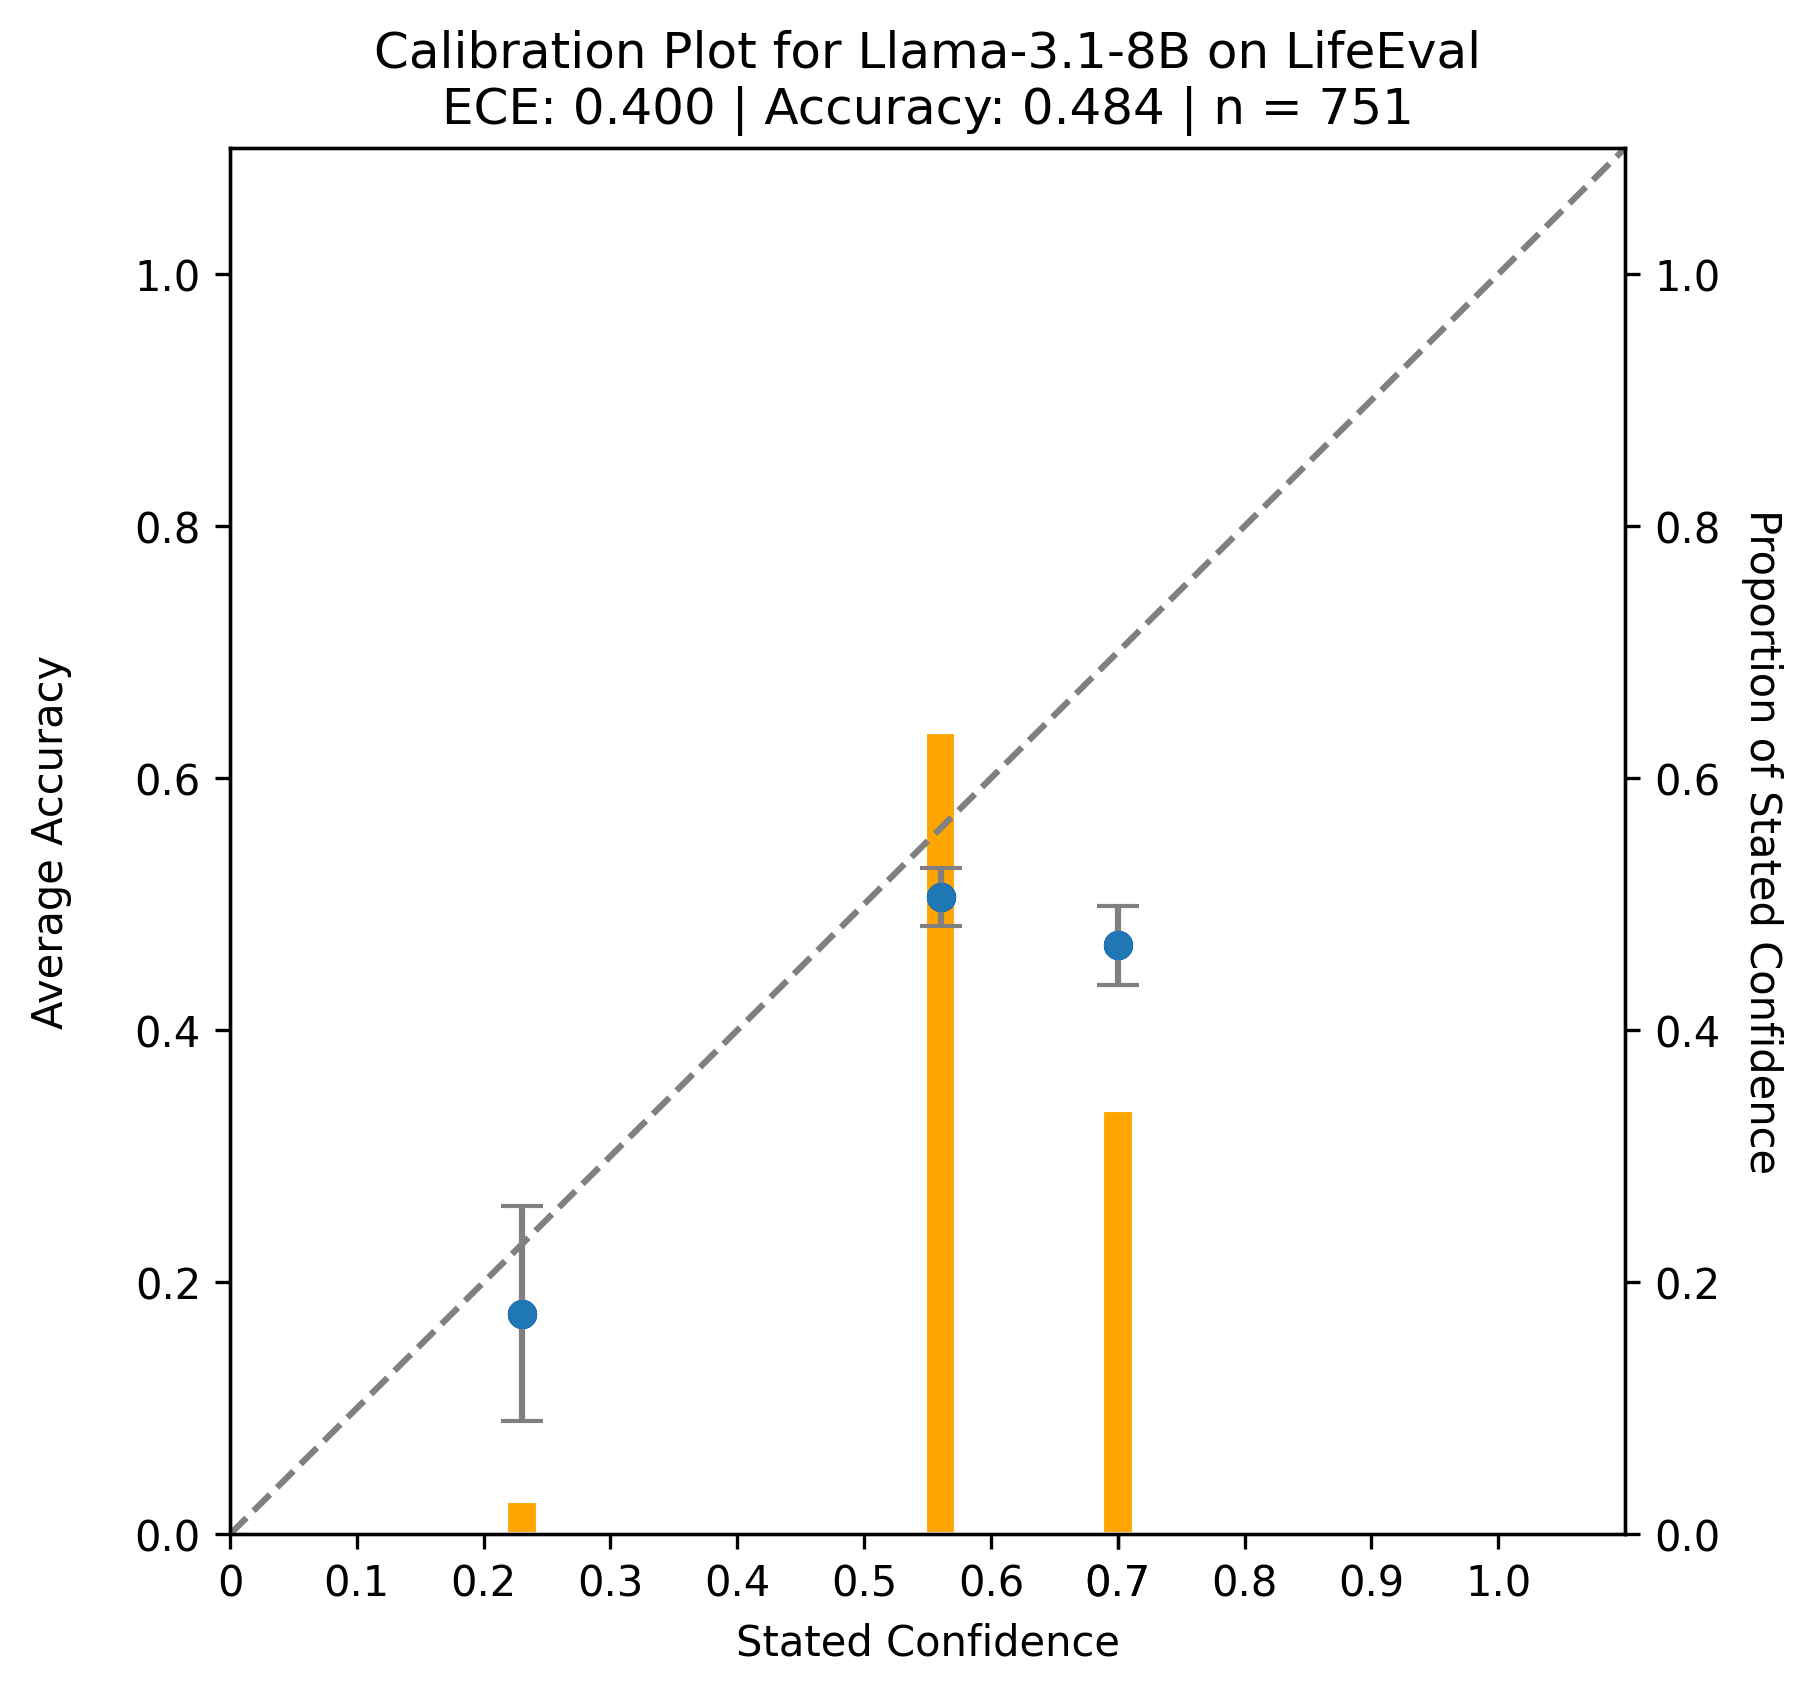 Calibration Plot for Llama-3.1-8B on LifeEval
ECE: 0.400 | Accuracy: 0.484 | n = 751
Average Accuracy
1.0
0.8
0.6
0.4
0.2
0.0
1.0
0.8
0.6
0.4
0.2
0.0
Proportion of Stated Confidence
0 0.1 0.2 0.3 0.4 0.5 0.6 0.7 0.8 0.9 1.0
Stated Confidence